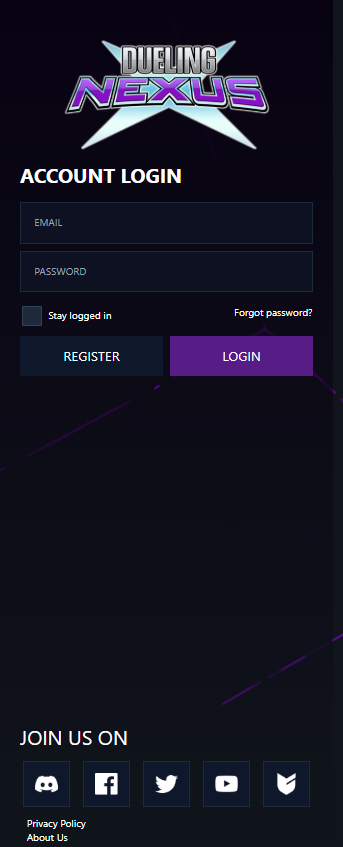 DUELING
NEXUS
ACCOUNT LOGIN
EMAIL
PASSWORD
Stay logged in
Forgot password?
REGISTER
LOGIN
JOIN US ON
Privacy Policy
About Us